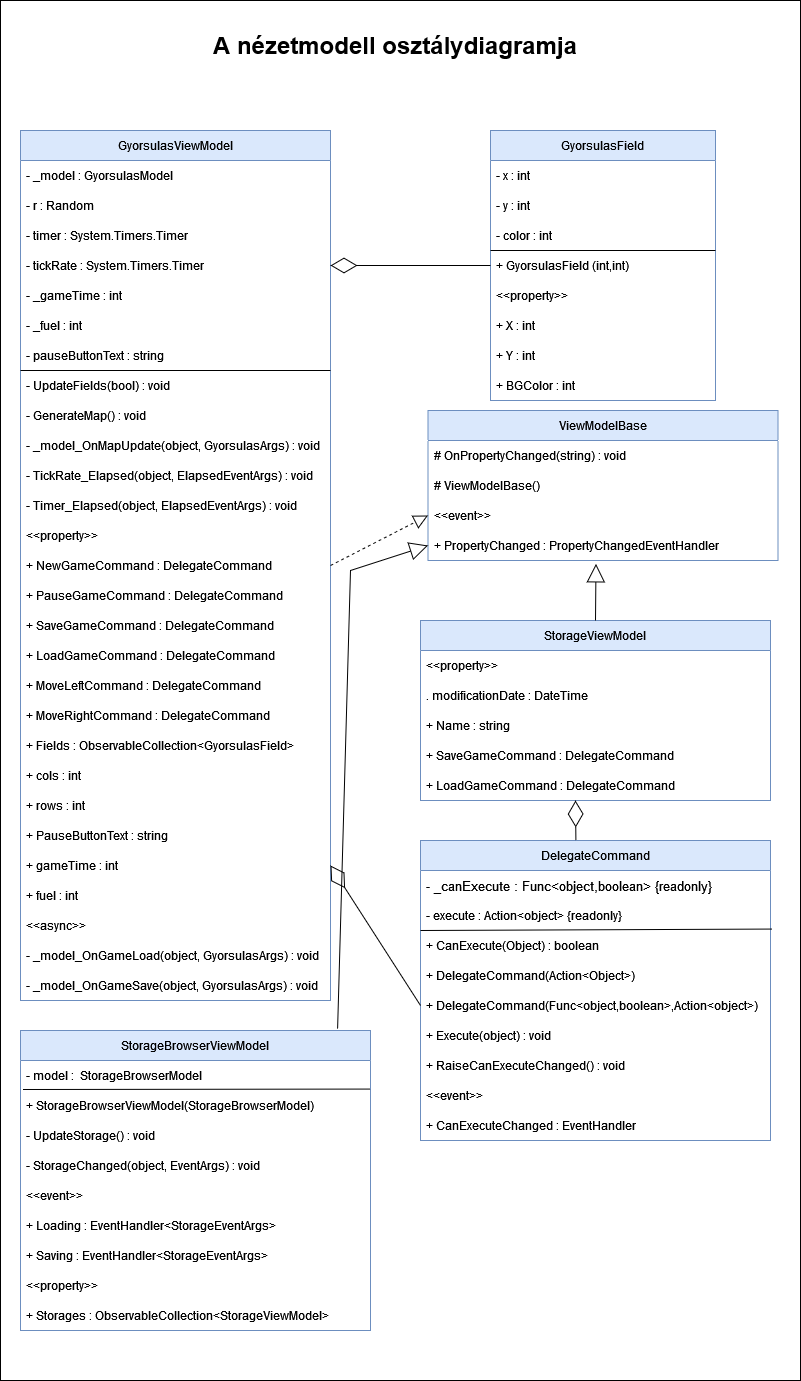 A nézetmodell osztálydiagramja
GyorsulasViewModel
- _model : GyorsulasModel
- r : Random
- timer : System.Timers.Timer
- tickRate : System.Timers.Timer
- _gameTime : int
- _fuel : int
- pauseButtonText : string
- UpdateFields(bool) : void
- GenerateMap() : void
- _model_OnMapUpdate(object, GyorsulasArgs) : void
- TickRate_Elapsed(object, ElapsedEventArgs) : void
- Timer_Elapsed(object, ElapsedEventArgs) : void
<<property>>
+ NewGameCommand : DelegateCommand
+ PauseGameCommand : DelegateCommand
+ SaveGameCommand : DelegateCommand
+ LoadGameCommand : DelegateCommand
+ MoveLeftCommand : DelegateCommand
+ MoveRightCommand : DelegateCommand
+ Fields : ObservableCollection<GyorsulasField>
+ cols : int
+ rows : int
+ PauseButtonText : string
+ gameTime : int
+ fuel : int
<<async>>
- _model_OnGameLoad(object, GyorsulasArgs) : void
- _model_OnGameSave(object, GyorsulasArgs) : void
GyorsulasField
- x : int
- y : int
- color : int
+ GyorsulasField (int,int)
<<property>>
+ X : int
+ Y : int
+ BGColor : int
ViewModelBase
# OnPropertyChanged(string) : void
# ViewModelBase()
<<event>>
+ PropertyChanged : PropertyChangedEventHandler
StorageViewModel
<<property>>
. modificationDate : DateTime
+ Name : string
+ SaveGameCommand : DelegateCommand
+ LoadGameCommand : DelegateCommand
DelegateCommand
- _canExecute : Func<object,boolean> {readonly}
- execute : Action<object> {readonly}
+ CanExecute(Object) : boolean
+ DelegateCommand(Action<Object>)
+ DelegateCommand(Func<object,boolean>,Action<object>)
+ Execute(object) : void
+ RaiseCanExecuteChanged() : void
<<event>>
+ CanExecuteChanged : EventHandler
StorageBrowserViewModel
- model : StorageBrowserModel
+ StorageBrowserViewModel(StorageBrowserModel)
- UpdateStorage() : void
- StorageChanged(object, EventArgs) : void
<<event>>
+ Loading : EventHandler<StorageEventArgs>
+ Saving : EventHandler<StorageEventArgs>
<<property>>
+ Storages : ObservableCollection<StorageViewModel>